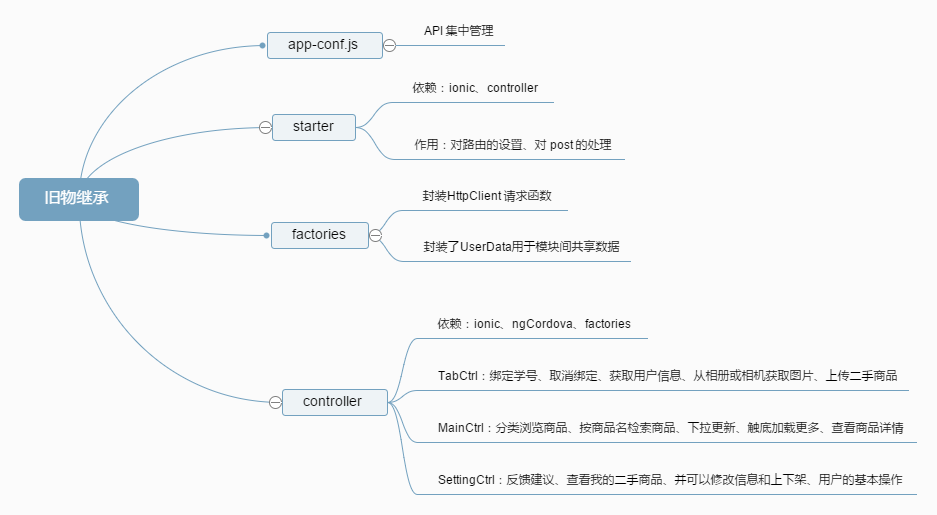 旧物继承
app-conf.js
API 集中管理
starter
依赖：ionic、controller
作用：对路由的设置、对 post 的处理
factories
封装HttpClient 请求函数
封装了UserData用于模块间共享数据
controller
依赖：ionic、ngCordova、factories
TabCtrl：绑定学号、取消绑定、获取用户信息、从相册或相机获取图片、上传二手商品
MainCtrl：分类浏览商品、按商品名检索商品、下拉更新、触底加载更多、查看商品详情
SettingCtrl：反馈建议、查看我的二手商品、并可以修改信息和上下架、用户的基本操作